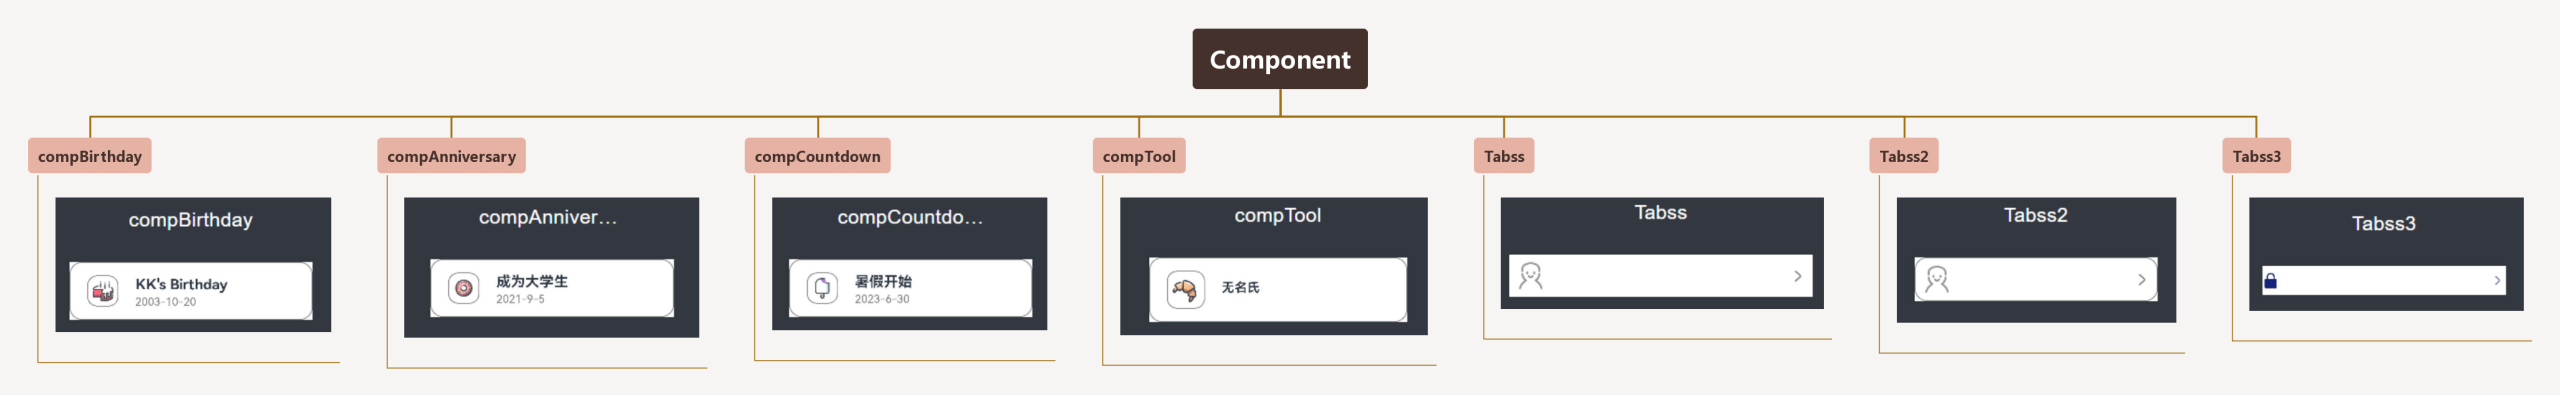 Component
compBirthday
compAnniversary
compCountdown
compTool
Tabss
Tabss2
Tabss3
compBirthday
KK's Birthday
2003-10-20
compAnniver...
成为大学生
2021-9-5
compCountdo...
暑假开始
2023-6-30
compTool
无名氏
Tabss
Tabss2
Tabss3